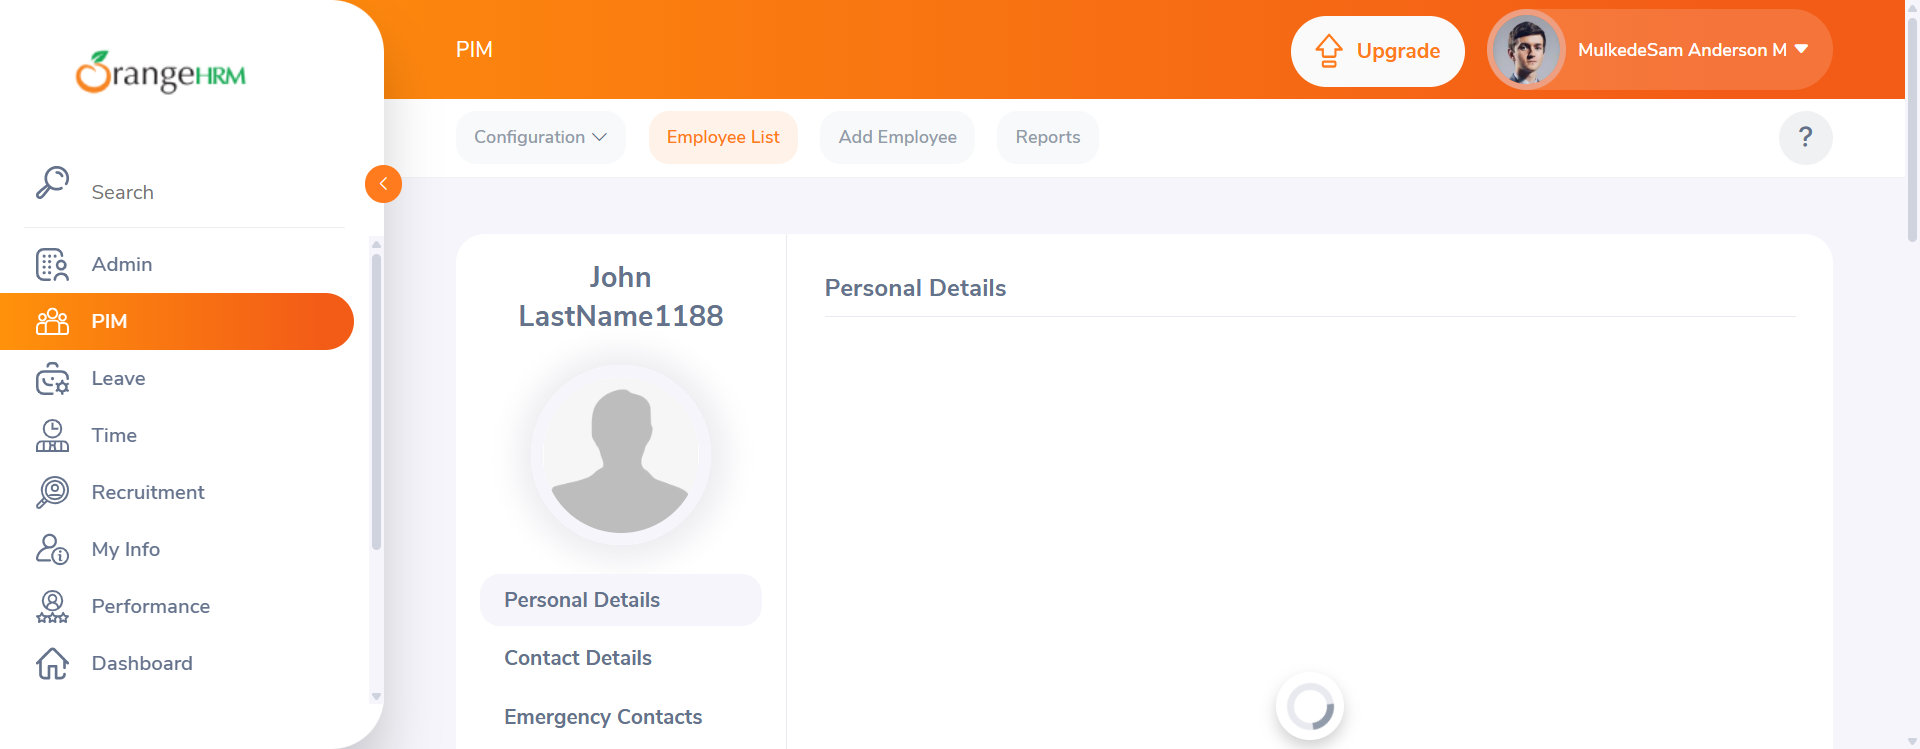 OrangeHRM
Search
Admin
PIM
Leave
Time
Recruitment
My Info
Performance
Dashboard
PIM
Upgrade
MulkedeSam Anderson M
Configuration
Employee List
Add Employee
Reports
?
John
LastName1188
Personal Details
Contact Details
Emergency Contacts
Personal Details